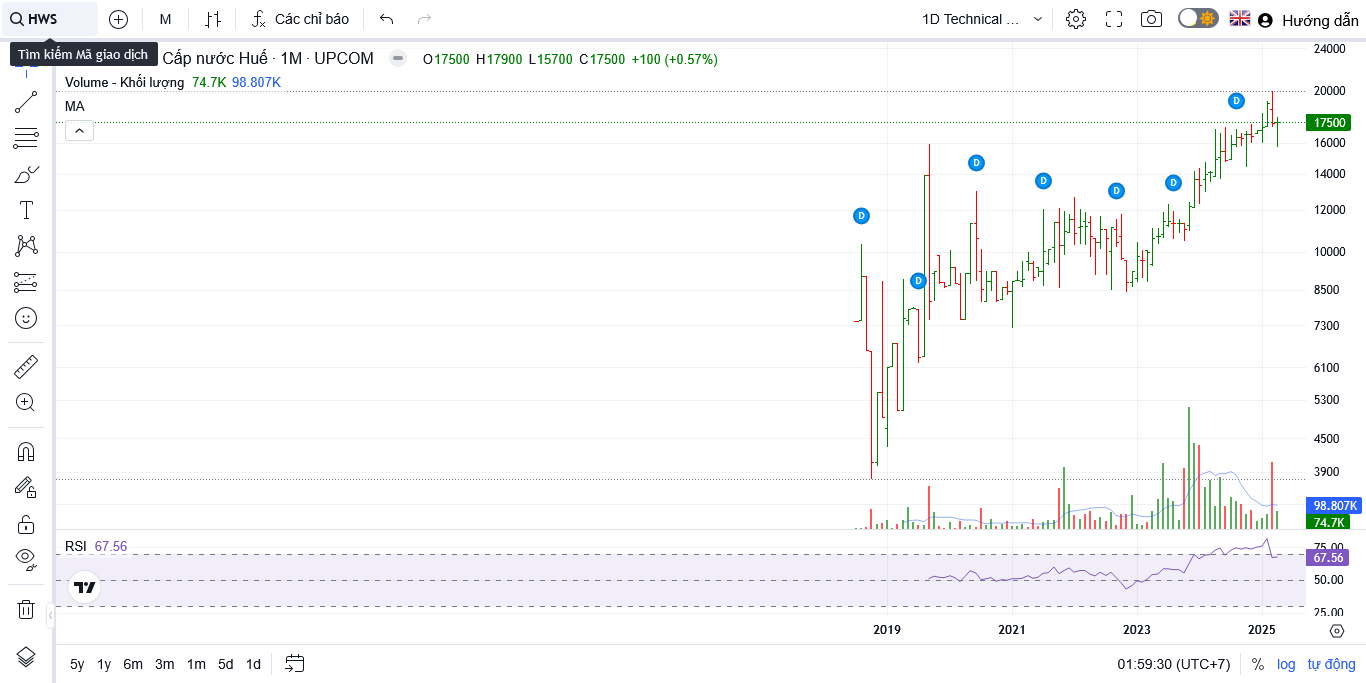 HWS M Các chỉ báo 1D Technical ... Hướng dẫn
Tìm kiếm Mã giao dịch
Cấp nước Huế · 1M · UPCOM O17500 H17900 L15700 C17500 +100 (+0.57%)
Volume - Khối lượng 74.7K 98.807K
MA
24000
20000
17500
16000
14000
12000
10000
8500
7300
6100
5300
4500
3900
98.807K
74.7K
D
D
D
D
D
D
D
RSI 67.56
75.00
67.56
50.00
25.00
2019 2021 2023 2025
5y 1y 6m 3m 1m 5d 1d 01:59:30 (UTC+7) % log tự động